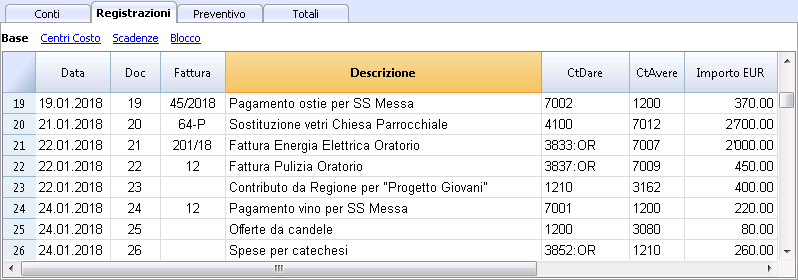 Conti Registrazioni Preventivo Totali
Base Centri Costo Scadenze Blocco
Data Doc Fattura Descrizione CtDare CtAvere Importo EUR
19 19.01.2018 19 45/2018 Pagamento ostie per SS Messa 7002 1200 370.00
20 21.01.2018 20 64-P Sostituzione vetri Chiesa Parrocchiale 4100 7012 2'700.00
21 22.01.2018 21 201/18 Fattura Energia Elettrica Oratorio 3833:OR 7007 2'000.00
22 22.01.2018 22 12 Fattura Pulizia Oratorio 3837:OR 7009 450.00
23 22.01.2018 23 Contributo da Regione per "Progetto Giovani" 1210 3162 400.00
24 24.01.2018 24 12 Pagamento vino per SS Messa 7001 1200 220.00
25 24.01.2018 25 Offerte da candele 1200 3080 80.00
26 24.01.2018 26 Spese per catechesi 3852:OR 1210 260.00